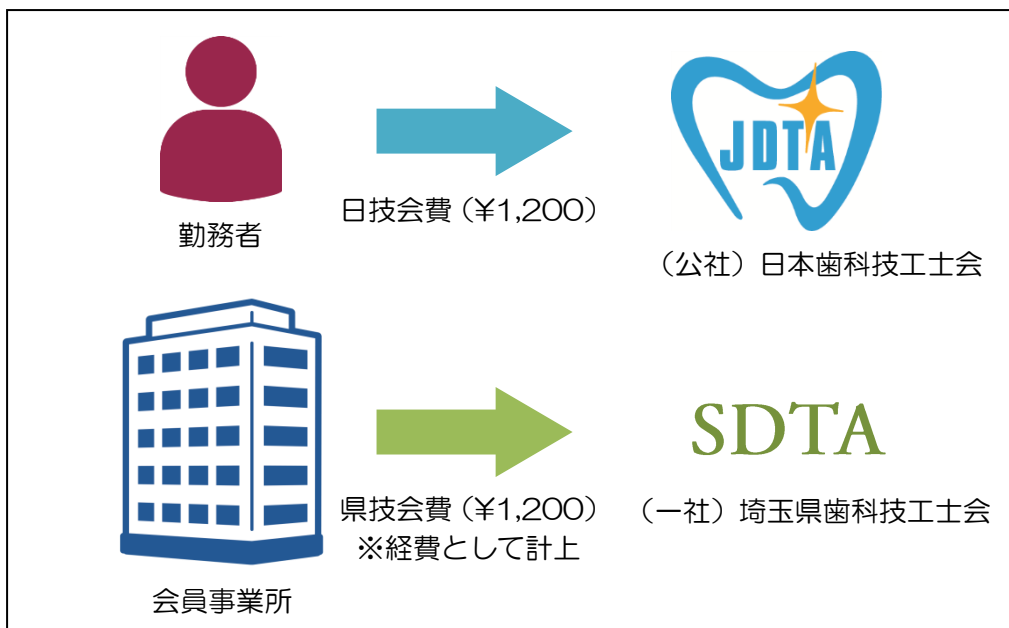 JDTA
勤務者
日技会費(¥1,200)
(公社)日本歯科技工士会
SDTA
県技会費(¥1,200)
※経費として計上
(一社)埼玉県歯科技工士会
会員事業所